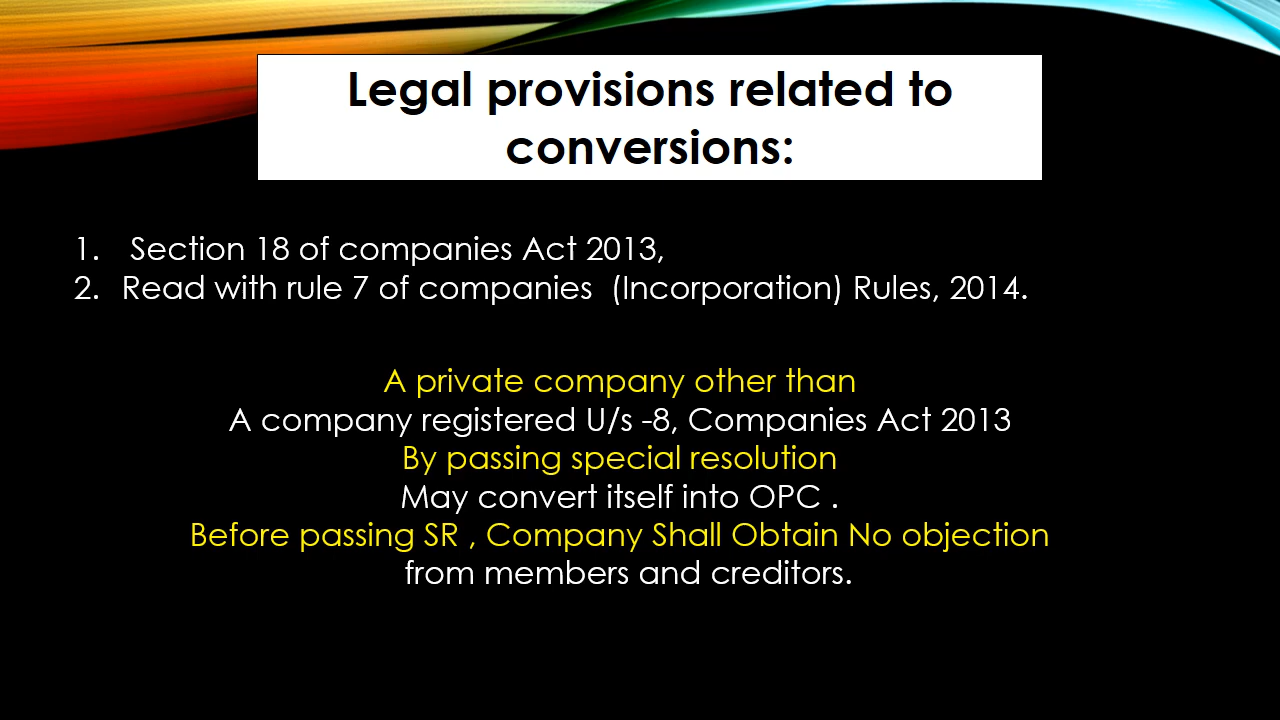 Legal provisions related to
conversions:
1. Section 18 of companies Act 2013,
2. Read with rule 7 of companies (Incorporation) Rules, 2014.
A private company other than
A company registered U/s -8, Companies Act 2013
By passing special resolution
May convert itself into OPC .
Before passing SR , Company Shall Obtain No objection
from members and creditors.